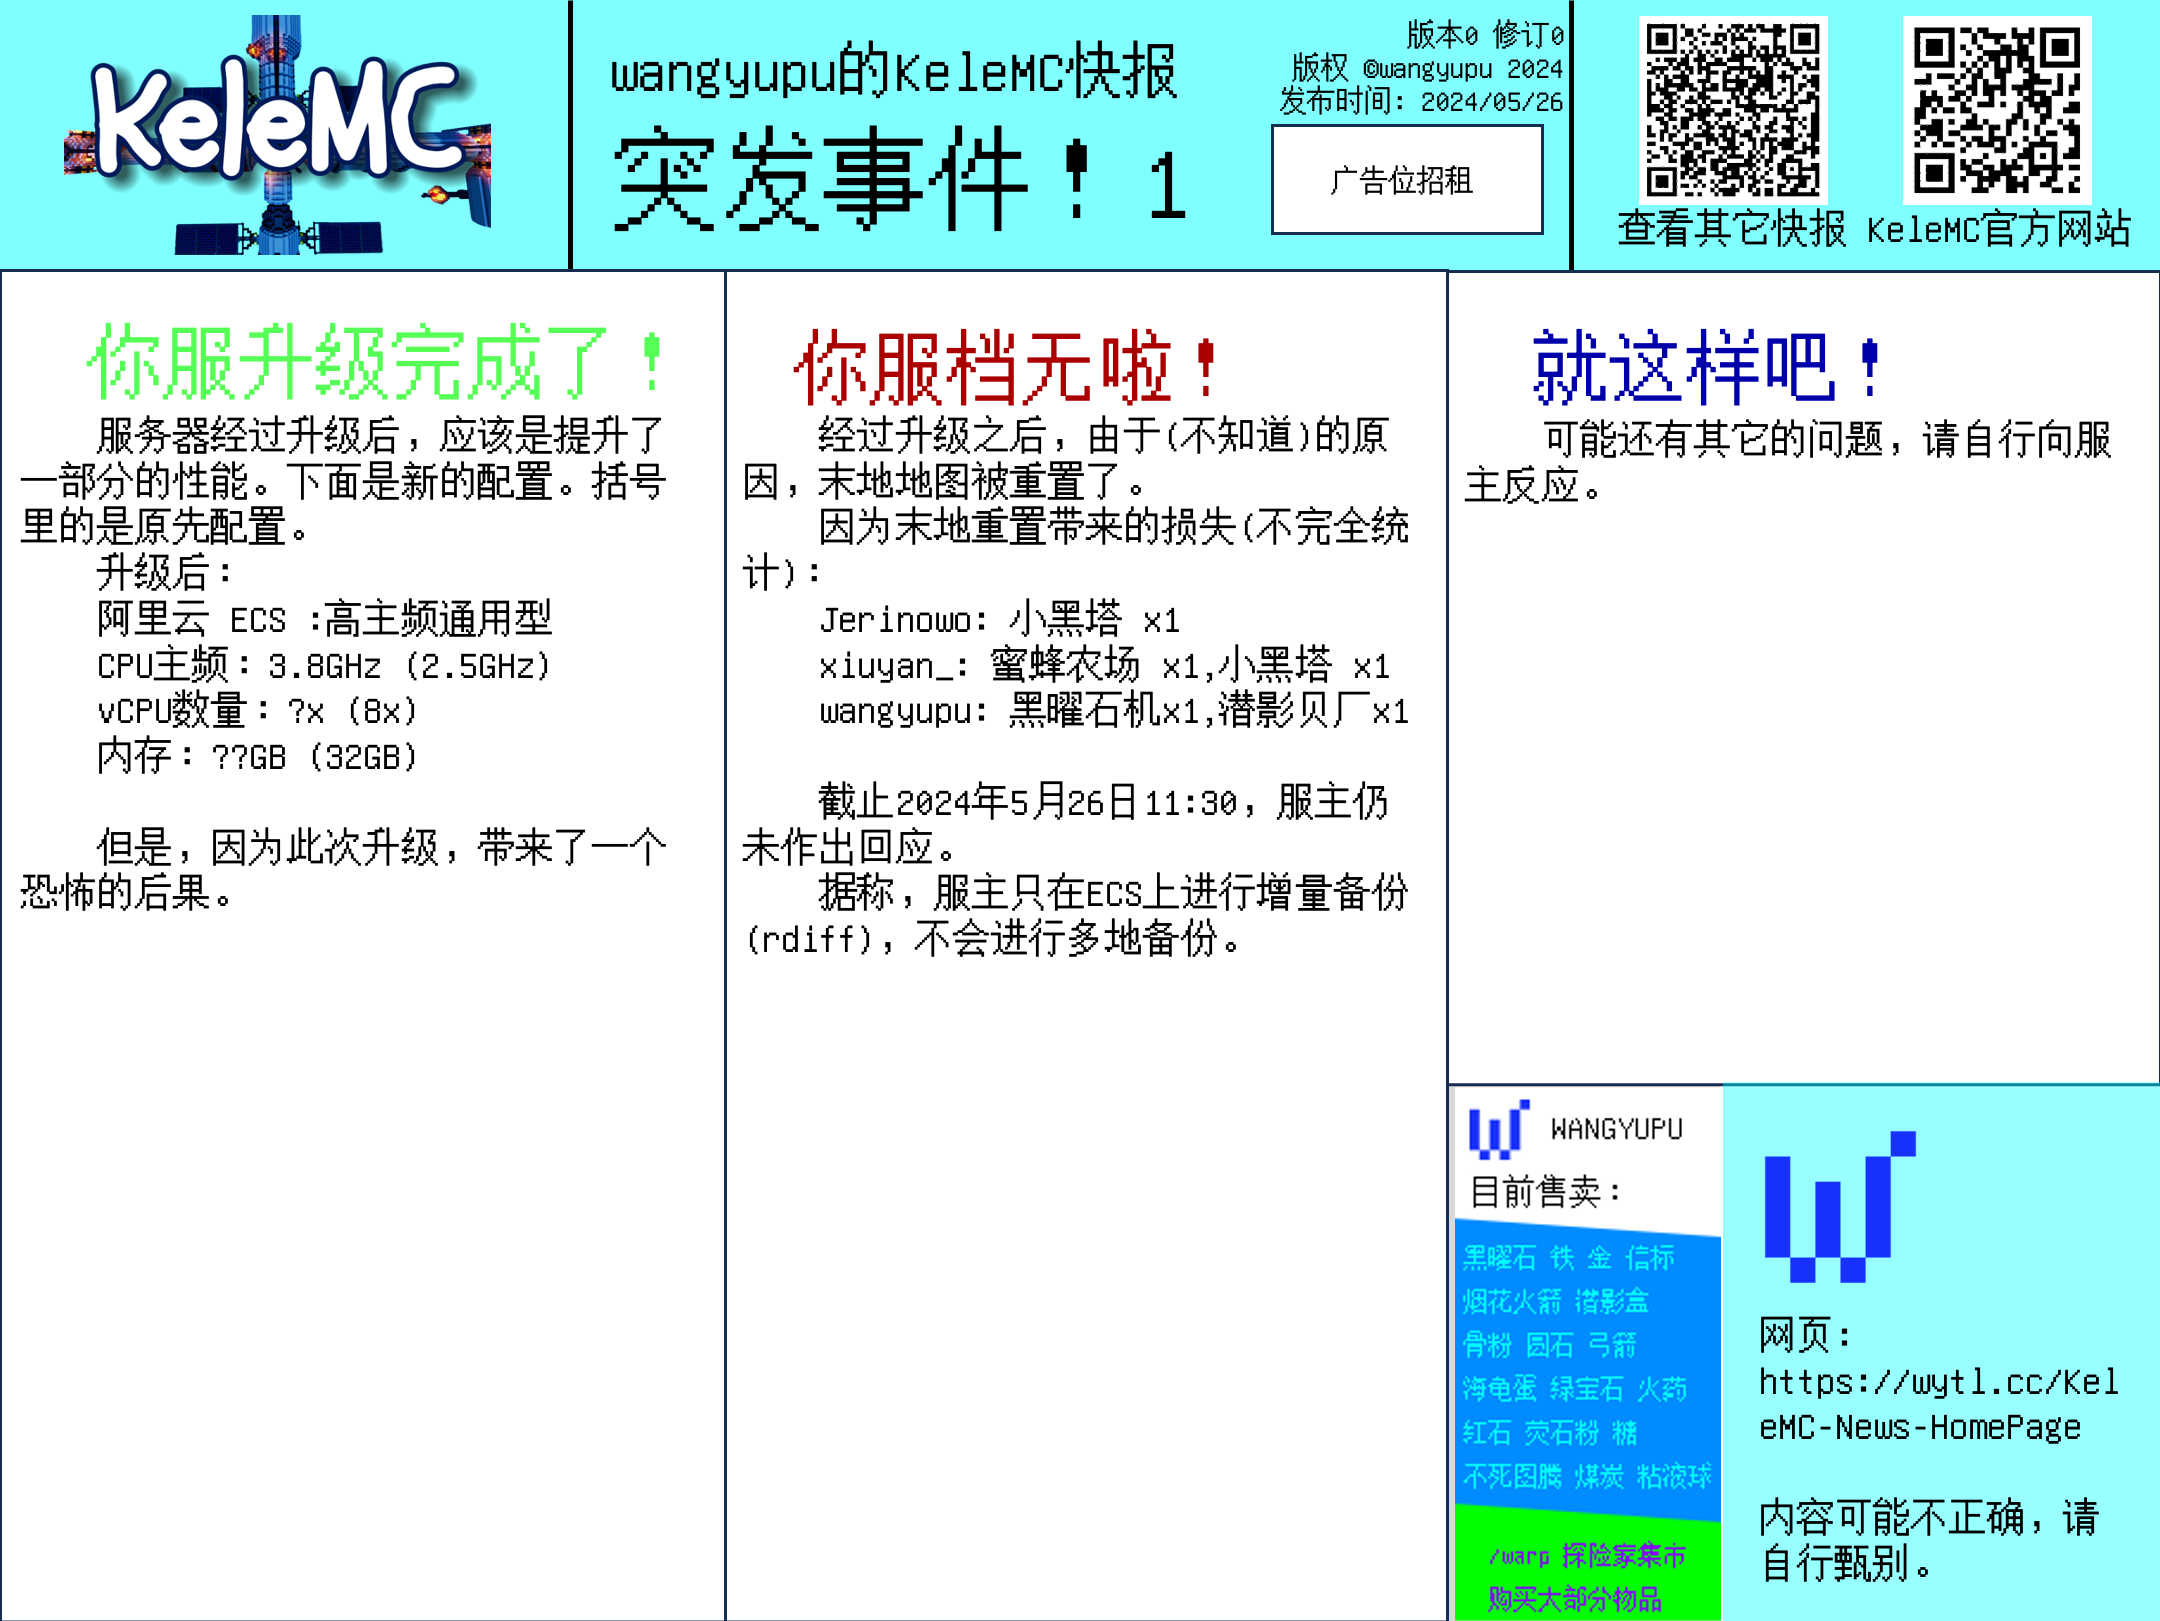 KeleMC
wangyupu的KeleMC快报
突发事件！1
版本0 修订0
版权 ©wangyupu 2024
发布时间：2024/05/26
广告位招租
查看其它快报
KeleMC官方网站
你服升级完成了！
服务器经过升级后，应该是提升了
一部分的性能。下面是新的配置。括号
里的是原先配置。
升级后：
阿里云 ECS :高主频通用型
CPU主频：3.8GHz (2.5GHz)
vCPU数量：?x (8x)
内存：??GB (32GB)
但是，因为此次升级，带来了一个
恐怖的后果。
你服档无啦！
经过升级之后，由于(不知道)的原
因，末地地图被重置了。
因为末地重置带来的损失(不完全统
计)：
Jerinowo：小黑塔 x1
xiuyan_：蜜蜂农场 x1,小黑塔 x1
wangyupu：黑曜石机x1,潜影贝厂x1
截止2024年5月26日11:30，服主仍
未作出回应。
据称，服主只在ECS上进行增量备份
(rdiff)，不会进行多地备份。
就这样吧！
可能还有其它的问题，请自行向服
主反应。
WANGYUPU
目前售卖：
黑曜石 铁 金 信标
烟花火箭 潜影盒
骨粉 圆石 弓箭
海龟蛋 绿宝石 火药
红石 荧石粉 糖
不死图腾 煤炭 粘液球
/warp 探险家集市
购买大部分物品
网页：
https://wytl.cc/Kel
eMC-News-HomePage
内容可能不正确，请
自行甄别。